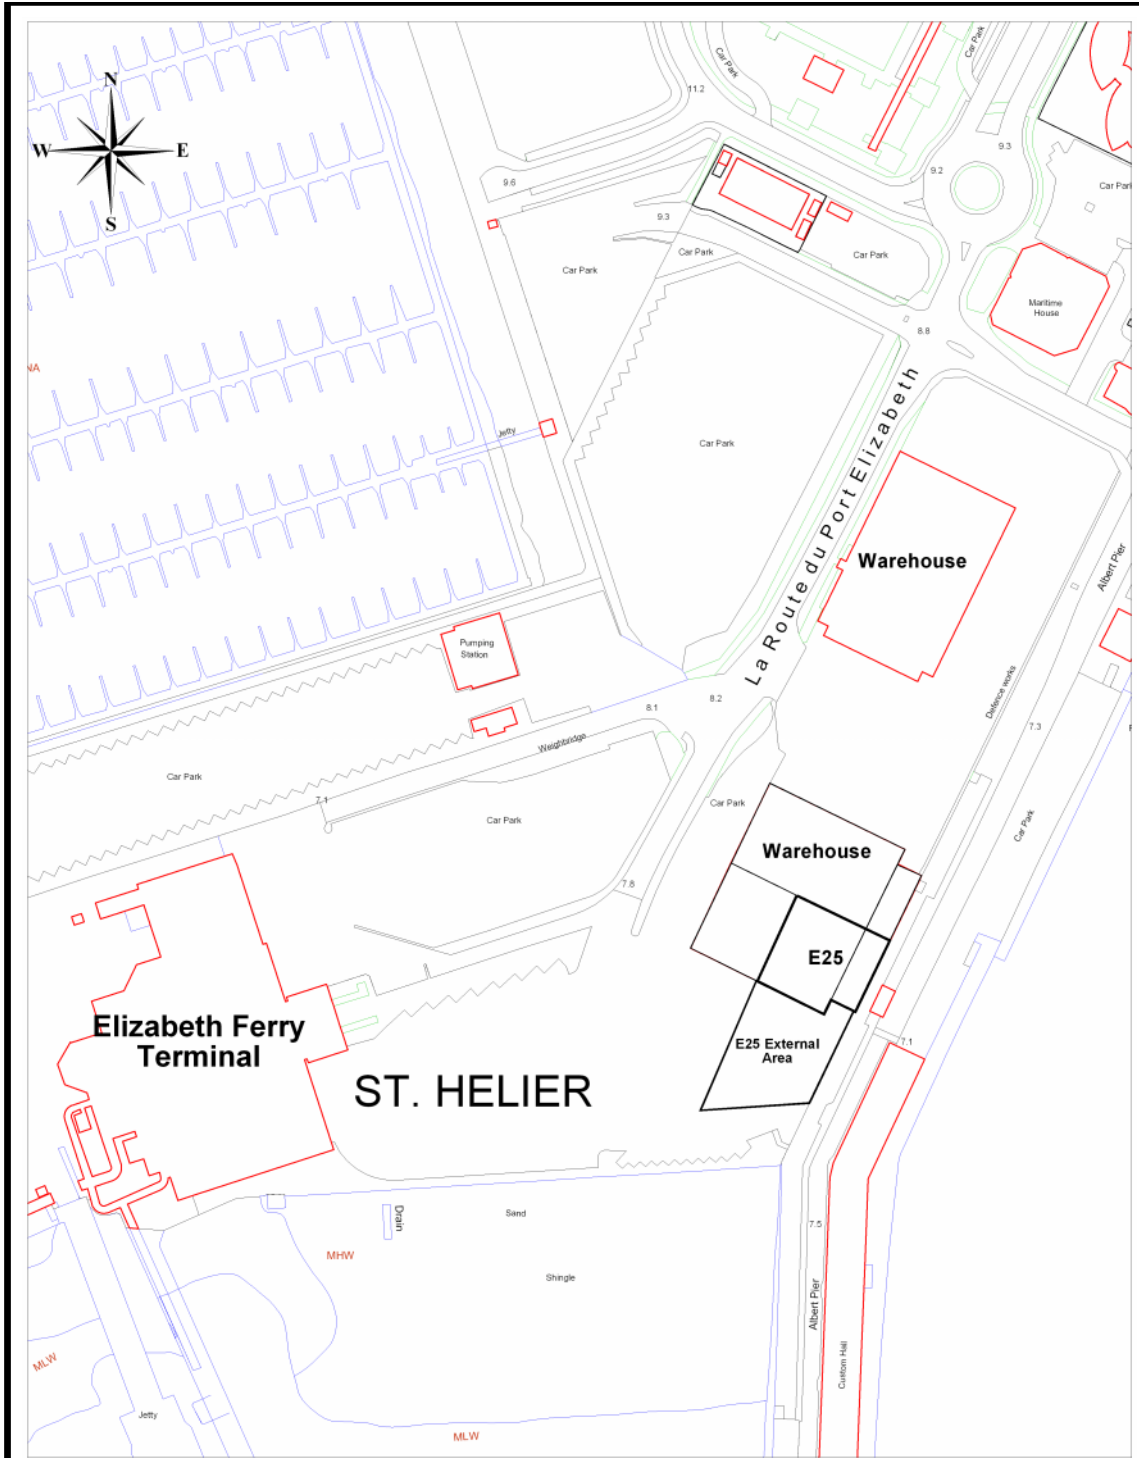 Car Park
Car Park
11.2
N
W
E
S
9.3
9.2
9.6
Car Park
9.3
Car Park
Car Park
Car Park
Maritime
House
8.8
NA
La Route du Port Elizabeth
Jetty
Car Park
Warehouse
Albert Pier
Pumping
Station
Defence works
8.2
8.1
7.3
Weighbridge
Car Park
7.1
Car Park
Car Park
Car Park
Warehouse
7.8
E25
Elizabeth Ferry
Terminal
E25 External
Area
7.1
ST. HELIER
Drain
Sand
7.5
MHW
Shingle
Albert Pier
MLW
Custom Hall
Jetty
MLW